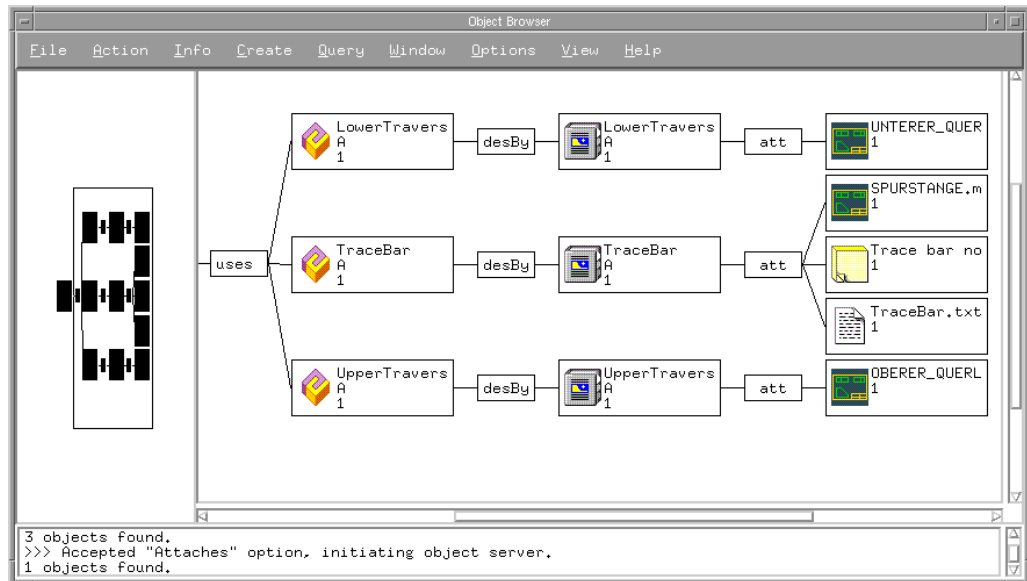 Object Browser
File Action Info Create Query Window Options View Help
LowerTravers
A
1
desBy
LowerTravers
A
1
att
UNTERER_QUER
1
SPURSTANGE.m
1
uses
TraceBar
A
1
desBy
TraceBar
A
1
att
Trace bar no
1
TraceBar.txt
1
UpperTravers
A
1
desBy
UpperTravers
A
1
att
OBERER_QUERL
1
3 objects found.
>>> Accepted "Attaches" option, initiating object server.
1 objects found.